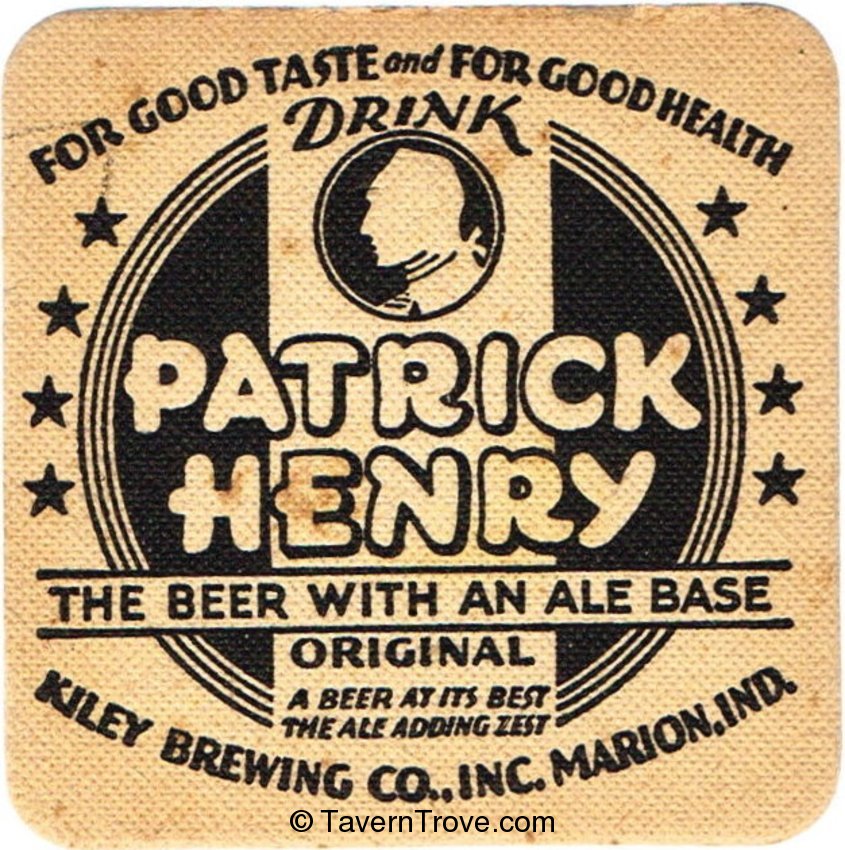 FOR GOOD TASTE and FOR GOOD HEALTH
DRINK
PATRICK
HENRY
THE BEER WITH AN ALE BASE
ORIGINAL
A BEER AT ITS BEST
THE ALE ADDING ZEST
KILEY BREWING CO., INC. MARION, IND.
© TavernTrove.com